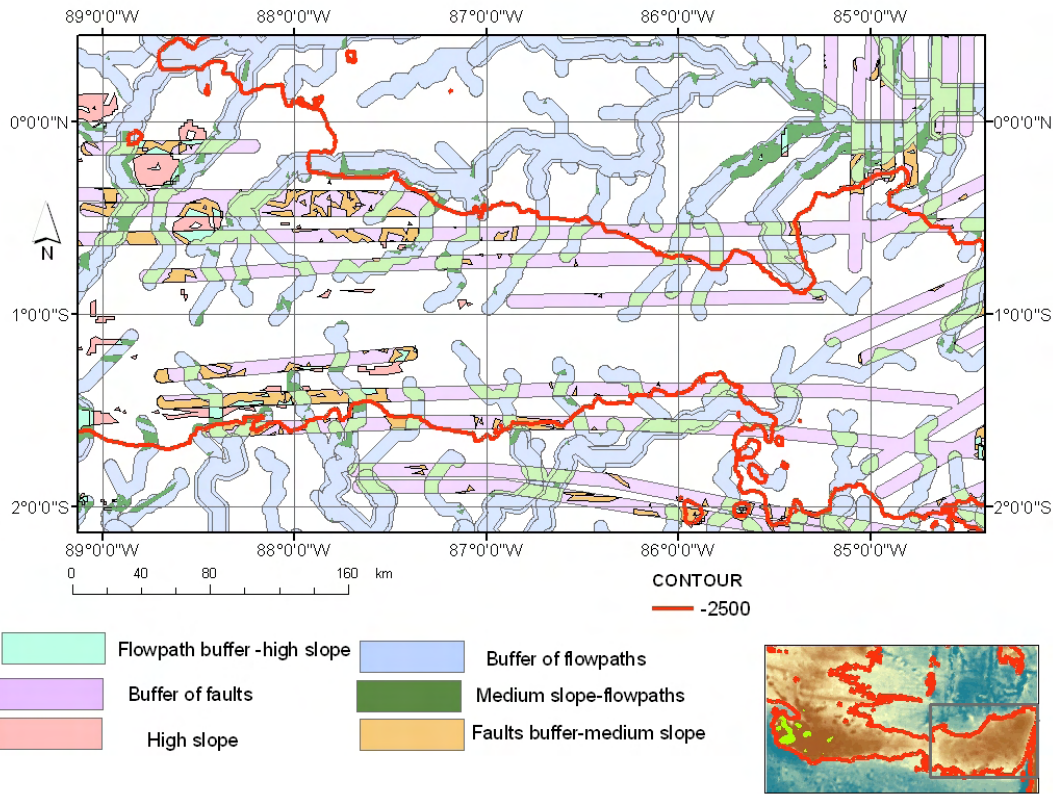 89°0'0"W 88°0'0"W 87°0'0"W 86°0'0"W 85°0'0"W
0°0'0"N 0°0'0"N
N
1°0'0"S 1°0'0"S
2°0'0"S 2°0'0"S
89°0'0"W 88°0'0"W 87°0'0"W 86°0'0"W 85°0'0"W
0 40 80 160 km
CONTOUR
-2500
Flowpath buffer -high slope
Buffer of flowpaths
Buffer of faults
Medium slope-flowpaths
High slope
Faults buffer-medium slope